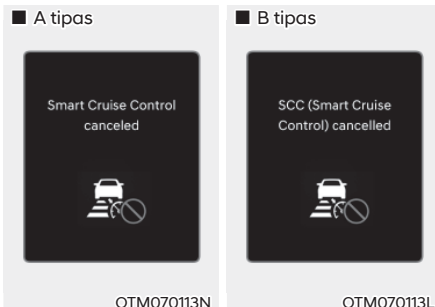 ■ A tipas
Smart Cruise Control
canceled
OTM070113N
■ B tipas
SCC (Smart Cruise
Control) cancelled
OTM070113L